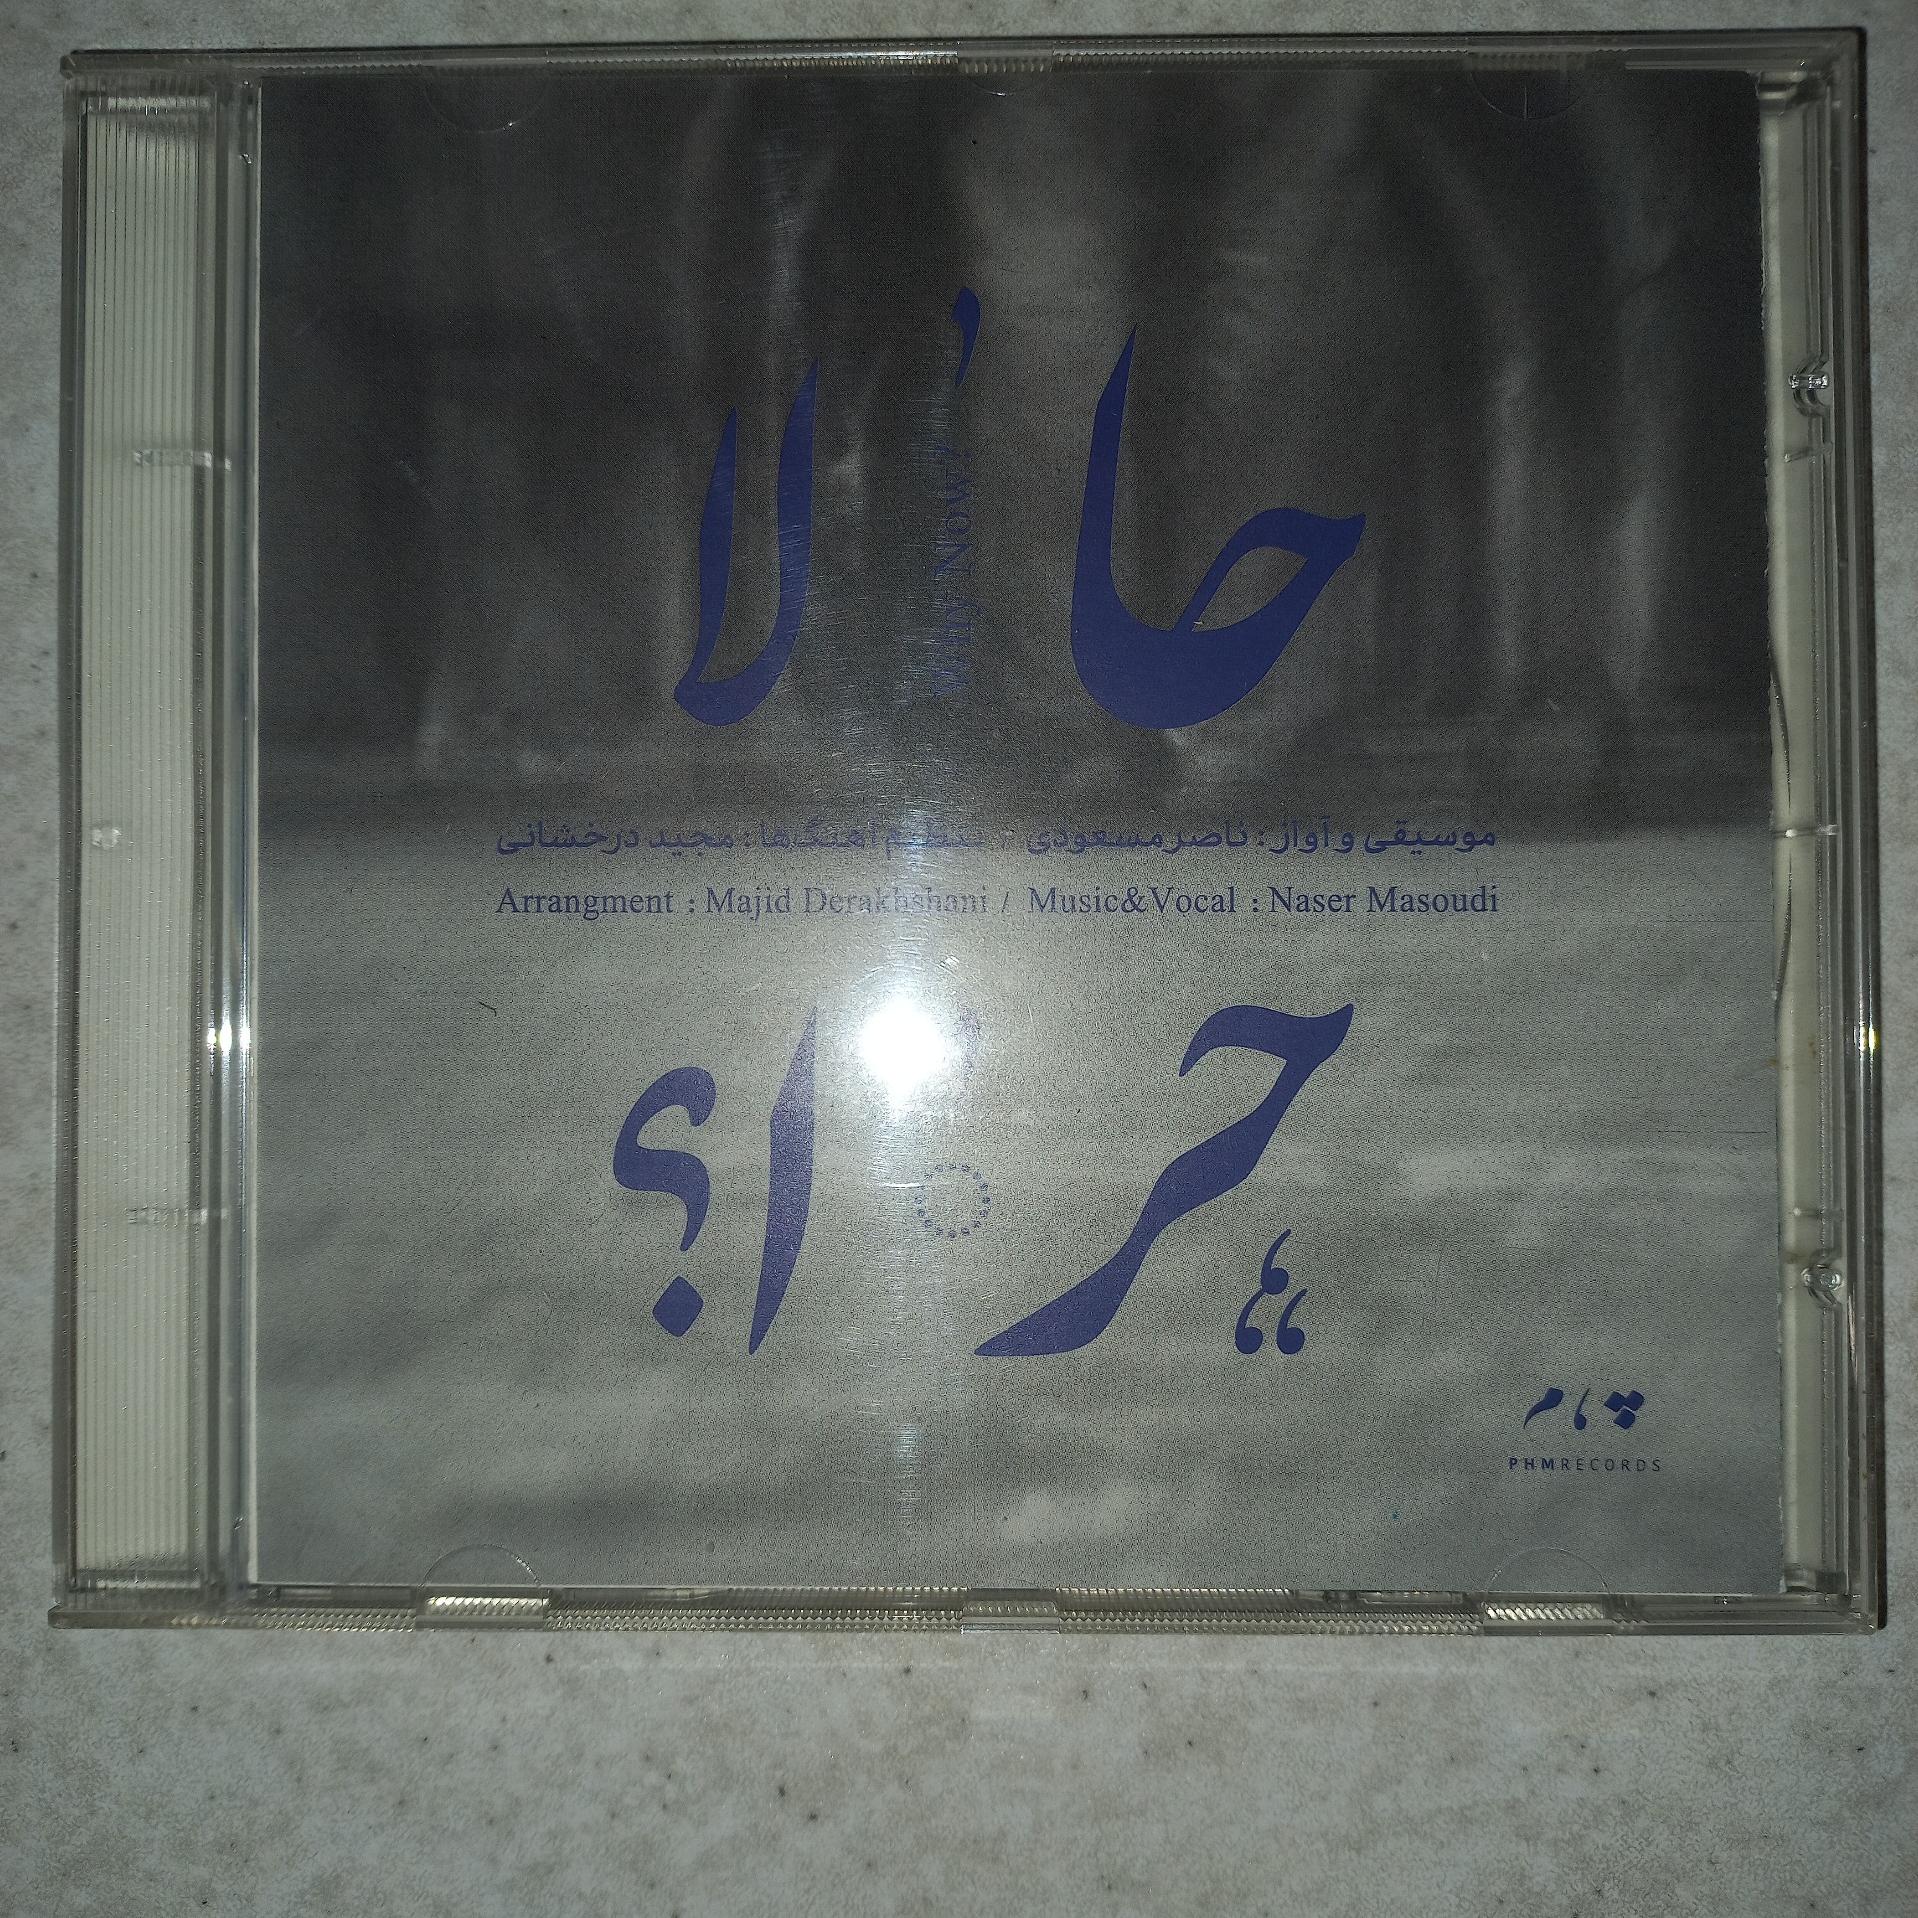 حالا
Why Now?
موسیقی و آواز: ناصر مسعودی / تنظیم آهنگ‌ها: مجید درخشانی
Arrangment : Majid Derakhshani / Music&Vocal : Naser Masoudi
چرا؟
پهام
PHMRECORDS